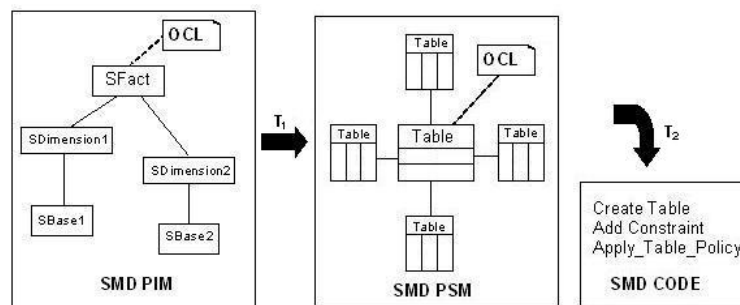 OCL
SFact
SDimension1
SDimension2
SBase1
SBase2
SMD PIM
T1
Table
OCL
Table
Table
Table
Table
SMD PSM
T2
Create Table
Add Constraint
Apply_Table_Policy
SMD CODE